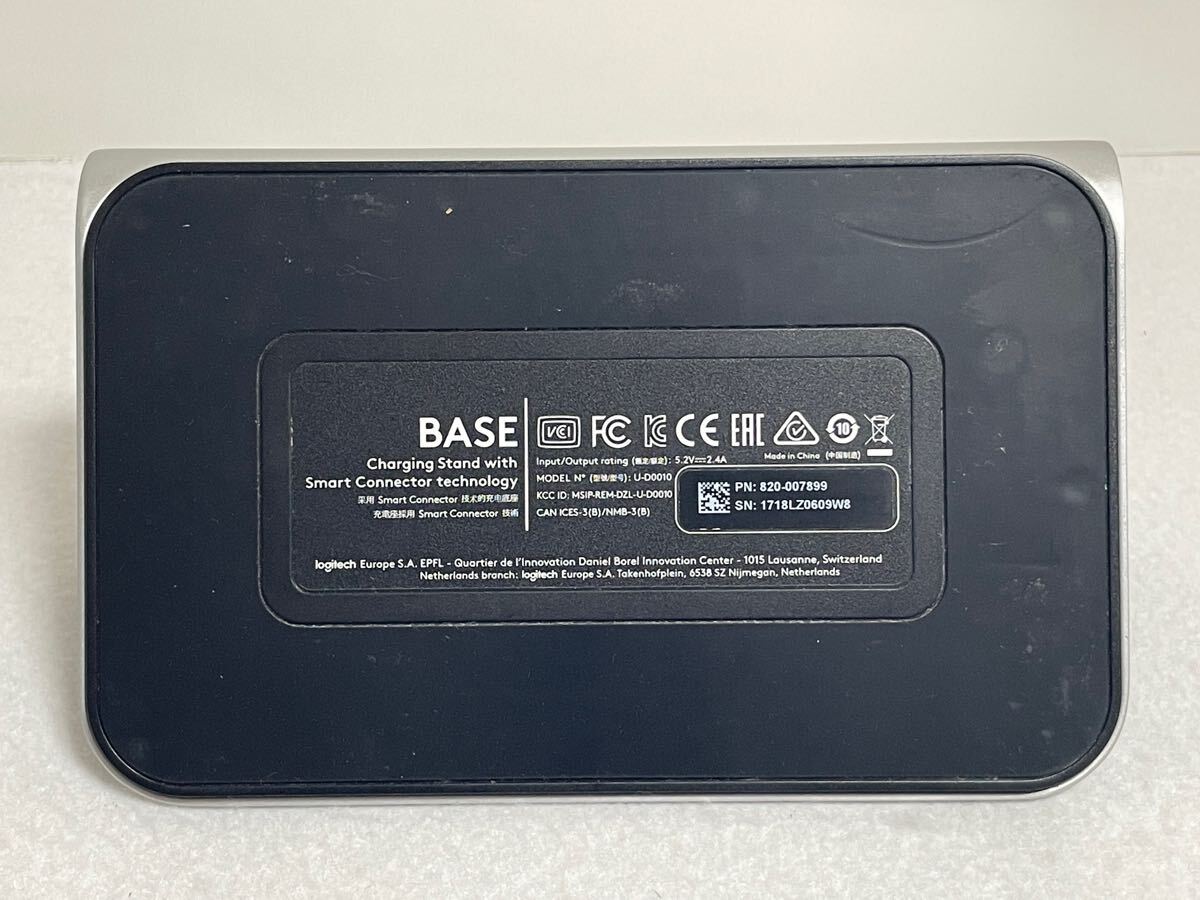 BASE
Charging Stand with
Smart Connector technology
采用 Smart Connector 技术的充电底座
充電座採用 Smart Connector 技術
VCI FC CE EAC 10
Input/Output rating (額定/额定): 5.2V⎓2.4A
Made in China (中国制造)
MODEL N° (型號/型号): U-D0010
KCC ID: MSIP-REM-DZL-U-D0010
CAN ICES-3(B)/NMB-3(B)
PN: 820-007899
SN: 1718LZ0609W8
logitech Europe S.A. EPFL - Quartier de l'Innovation Daniel Borel Innovation Center - 1015 Lausanne, Switzerland
Netherlands branch: logitech Europe S.A. Takenhofplein, 6538 SZ Nijmegan, Netherlands